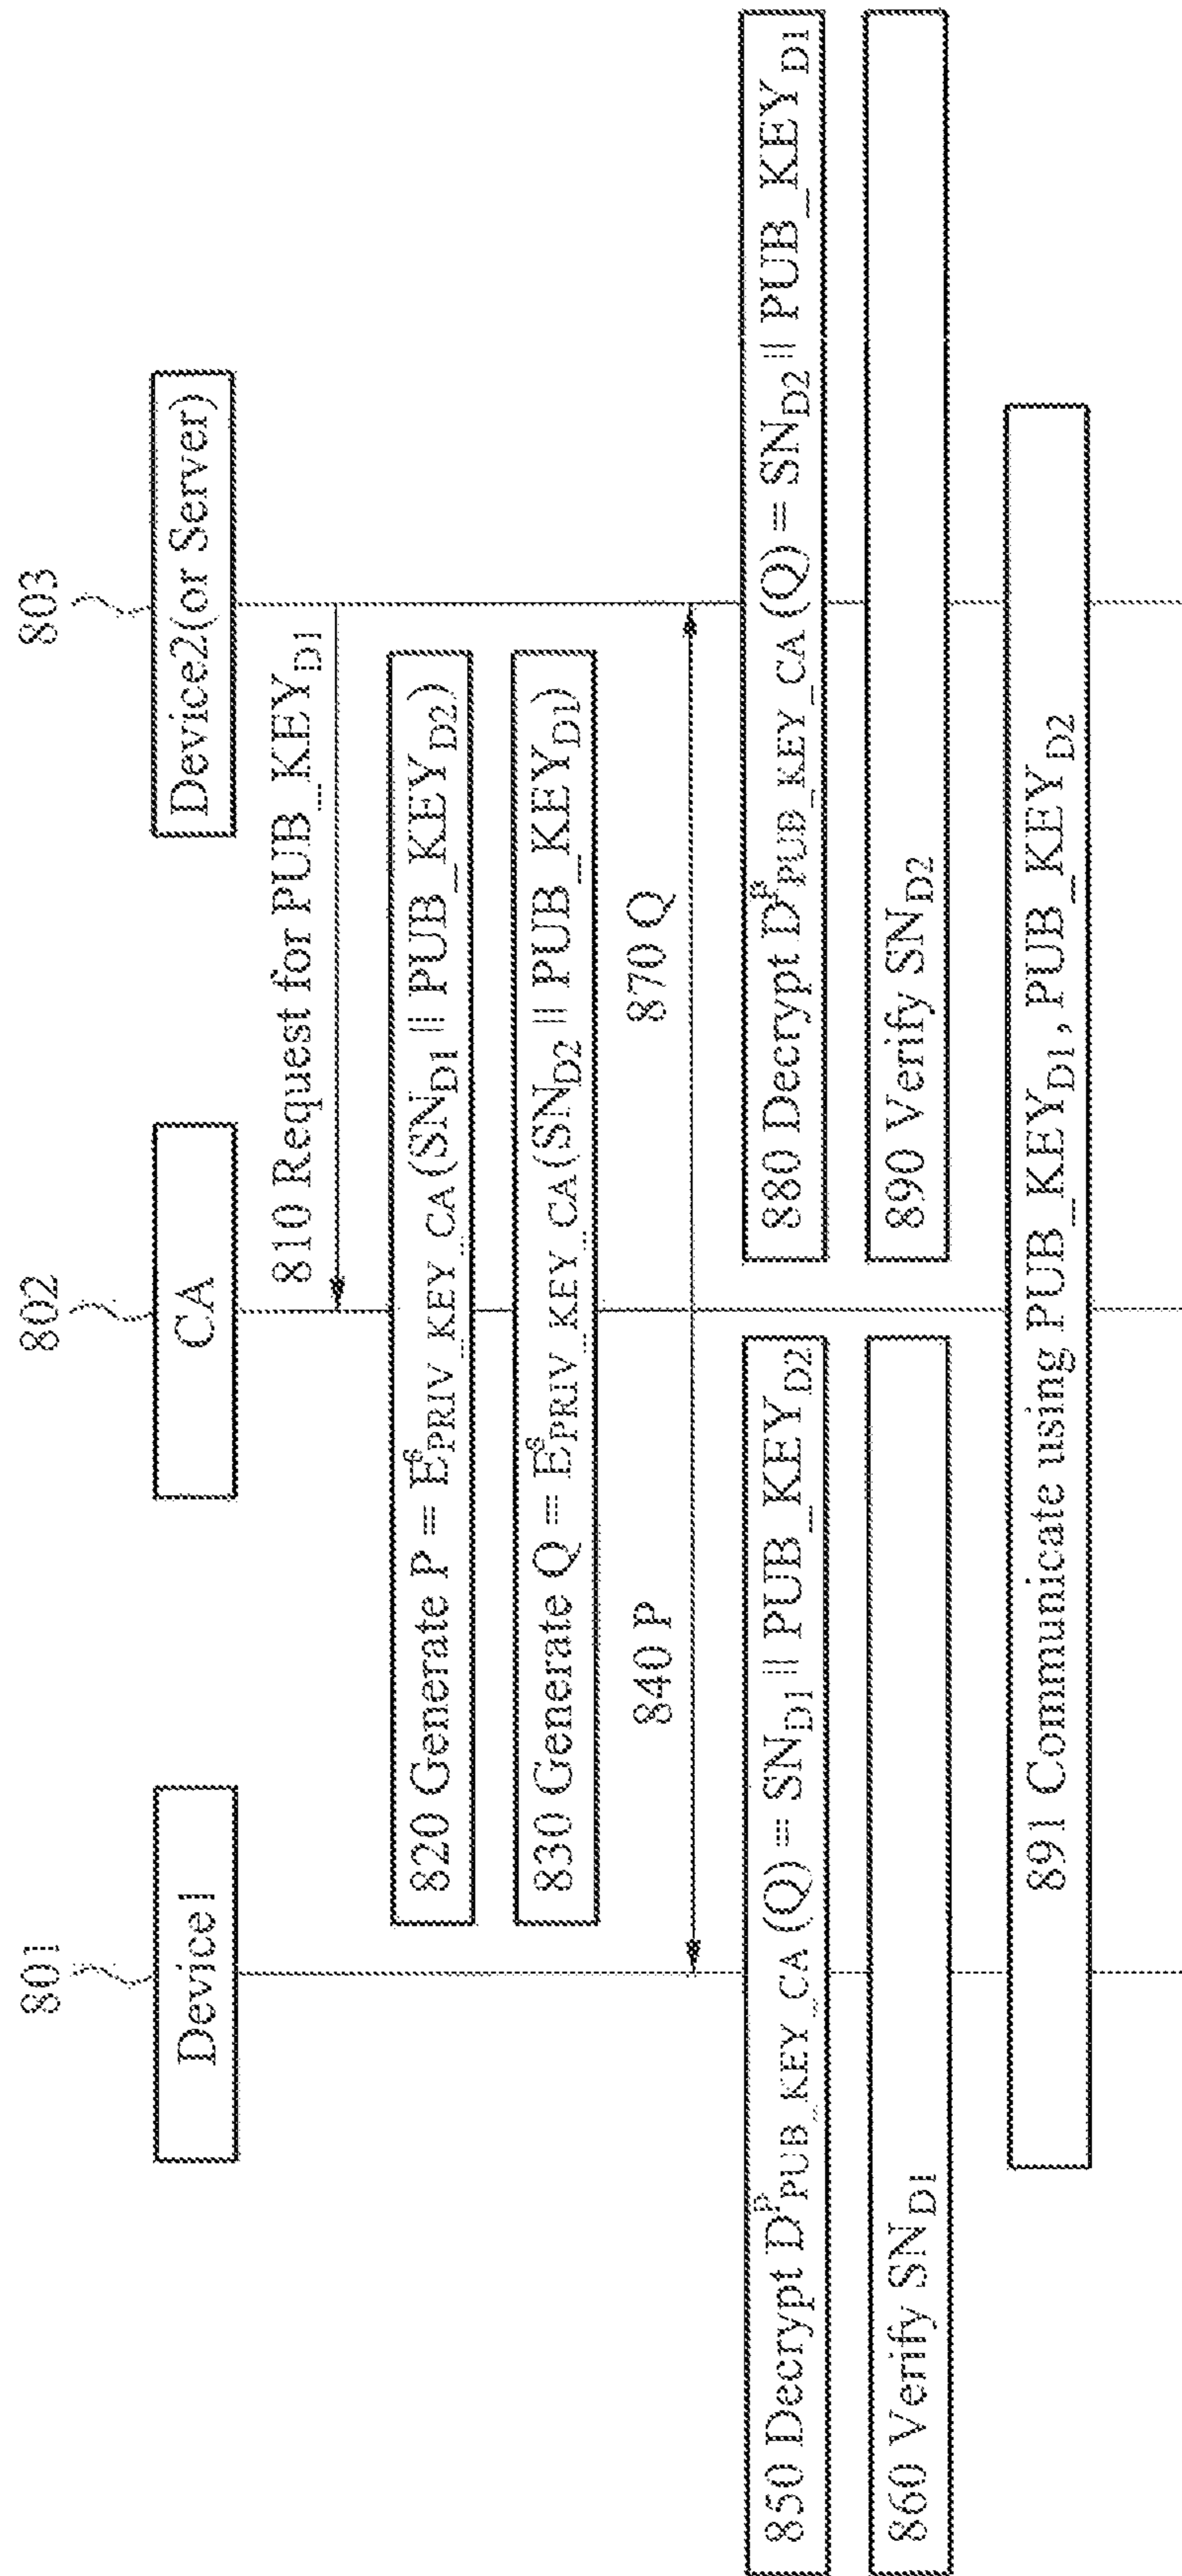 801
802
803
Device1
CA
Device2(or Server)
810 Request for PUB_KEY_D1
820 Generate P = E^s_PRIV_KEY_CA(SN_D1 || PUB_KEY_D2)
830 Generate Q = E^s_PRIV_KEY_CA(SN_D2 || PUB_KEY_D1)
840 P
870 Q
850 Decrypt D^p_PUB_KEY_CA (Q) = SN_D1 || PUB_KEY_D2
880 Decrypt D^p_PUB_KEY_CA (Q) = SN_D2 || PUB_KEY_D1
860 Verify SN_D1
890 Verify SN_D2
891 Communicate using PUB_KEY_D1, PUB_KEY_D2